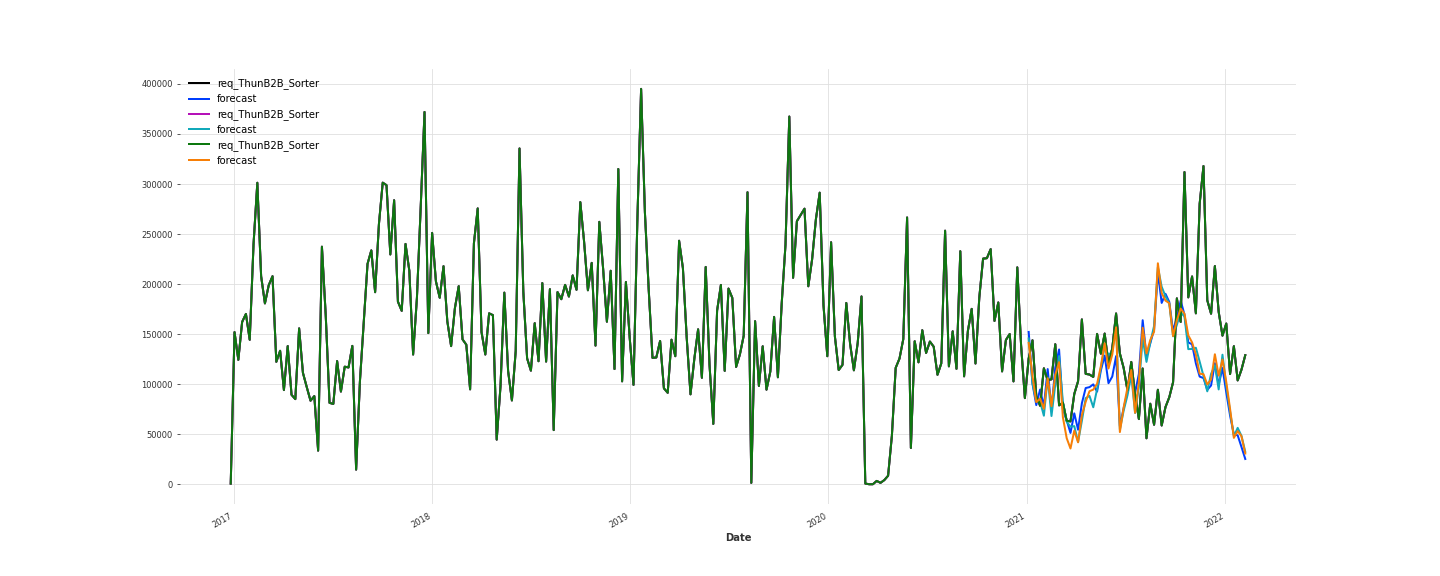 req_ThunB2B_Sorter
forecast
req_ThunB2B_Sorter
forecast
req_ThunB2B_Sorter
forecast
400000
350000
300000
250000
200000
150000
100000
50000
0
2017
2018
2019
2020
2021
2022
Date